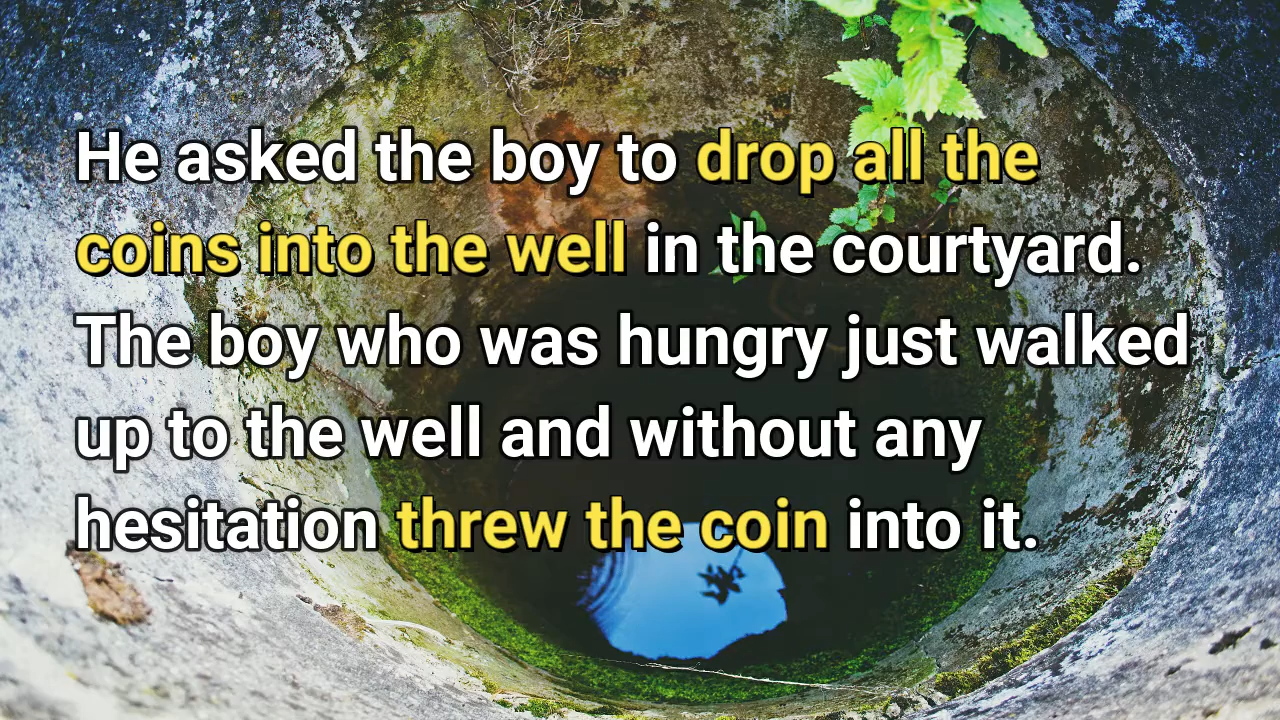 He asked the boy to drop all the
coins into the well in the courtyard.
The boy who was hungry just walked
up to the well and without any
hesitation threw the coin into it.